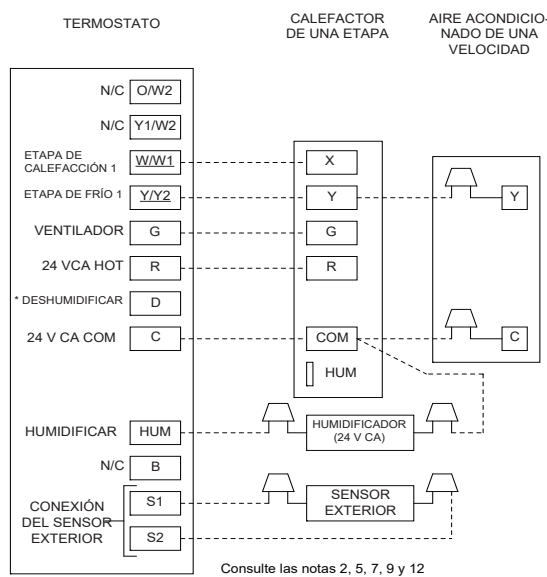 TERMOSTATO
CALEFACTOR
DE UNA ETAPA
AIRE ACONDICIO-
NADO DE UNA
VELOCIDAD
N/C O/W2
N/C Y1/W2
ETAPA DE
CALEFACCIÓN 1
W/W1
X
ETAPA DE FRÍO 1 Y/Y2
Y
Y
VENTILADOR G
G
24 VCA HOT R
R
* DESHUMIDIFICAR D
24 V CA COM C
COM
C
HUM
HUMIDIFICAR HUM
HUMIDIFICADOR
(24 V CA)
N/C B
CONEXIÓN
DEL SENSOR
EXTERIOR
S1
S2
SENSOR
EXTERIOR
Consulte las notas 2, 5, 7, 9 y 12